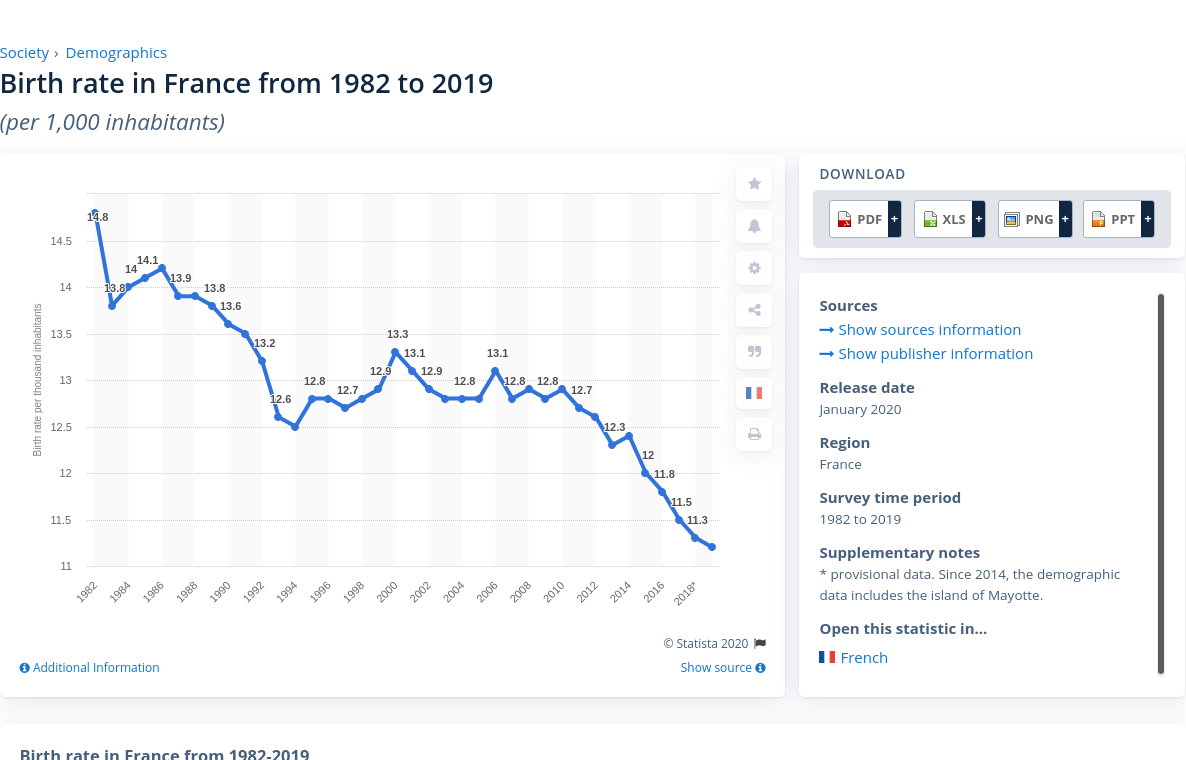 Society › Demographics
Birth rate in France from 1982 to 2019
(per 1,000 inhabitants)
Birth rate per thousand inhabitants
14.5
14
13.5
13
12.5
12
11.5
11
14.8
13.8
14
14.1
13.9
13.8
13.6
13.2
12.6
12.8
12.7
12.9
13.3
13.1
12.9
12.8
13.1
12.8
12.8
12.7
12.3
12
11.8
11.5
11.3
1982
1984
1986
1988
1990
1992
1994
1996
1998
2000
2002
2004
2006
2008
2010
2012
2014
2016
2018*
© Statista 2020
Additional Information
Show source
DOWNLOAD
PDF + XLS + PNG + PPT +
Sources
Show sources information
Show publisher information
Release date
January 2020
Region
France
Survey time period
1982 to 2019
Supplementary notes
* provisional data. Since 2014, the demographic
data includes the island of Mayotte.
Open this statistic in...
French
Birth rate in France from 1982-2019